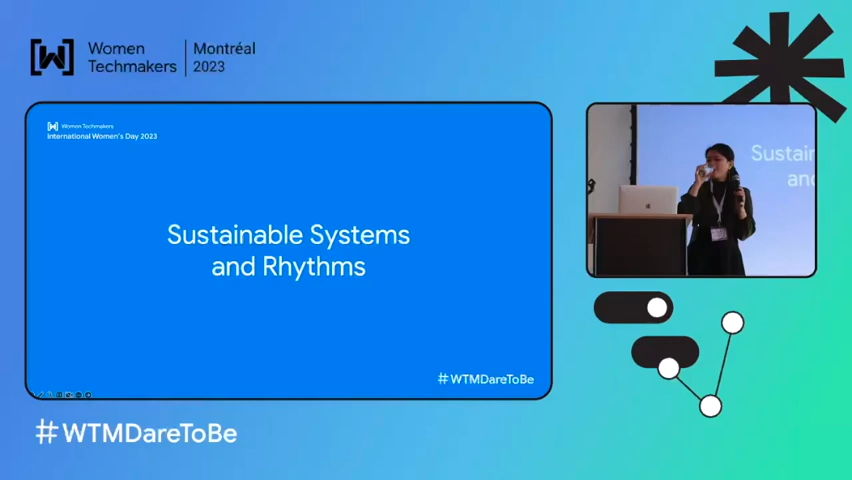 Women
Techmakers
Montréal
2023
Women Techmakers
International Women's Day 2023
Sustainable Systems
and Rhythms
#WTMDareToBe
Sustain
and
#WTMDareToBe